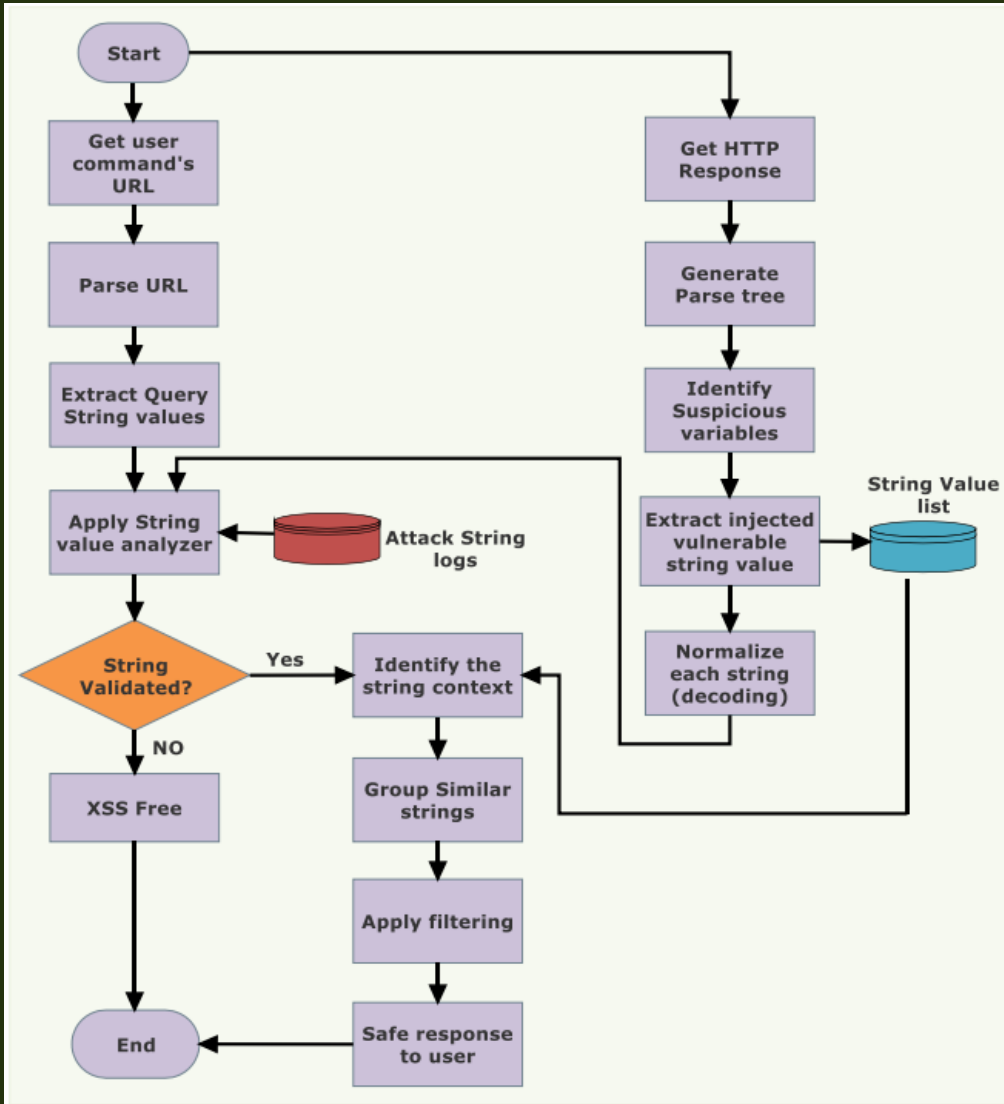 Start
Get user
command's
URL
Parse URL
Extract Query
String values
Apply String
value analyzer
Attack String
logs
String
Validated?
Yes
NO
XSS Free
End
Identify the
string context
Group Similar
strings
Apply filtering
Safe response
to user
Get HTTP
Response
Generate
Parse tree
Identify
Suspicious
variables
Extract injected
vulnerable
string value
String Value
list
Normalize
each string
(decoding)